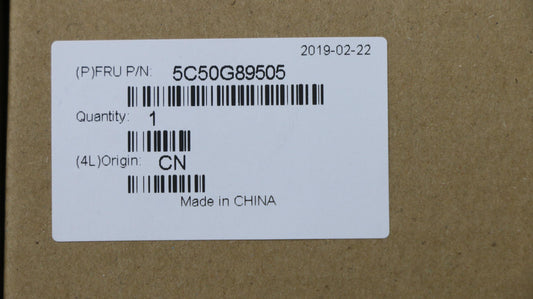 2019-02-22
(P)FRU P/N: 5C50G89505
Quantity: 1
(4L)Origin: CN
Made in CHINA